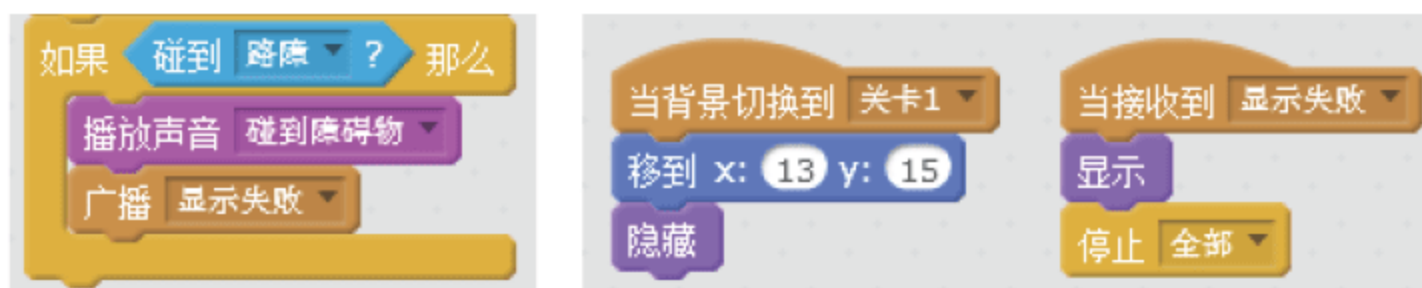 如果 碰到 路障 ? 那么
播放声音 碰到障碍物
广播 显示失败
当背景切换到 关卡1
移到 x: 13 y: 15
隐藏
当接收到 显示失败
显示
停止 全部